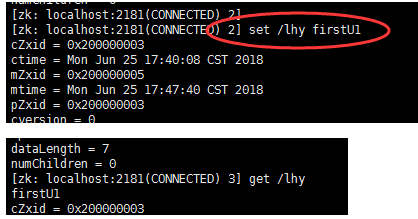 numChildren = 0
[zk: localhost:2181(CONNECTED) 2]
[zk: localhost:2181(CONNECTED) 2] set /lhy firstU1
cZxid = 0x200000003
ctime = Mon Jun 25 17:40:08 CST 2018
mZxid = 0x200000005
mtime = Mon Jun 25 17:47:40 CST 2018
pZxid = 0x200000003
cversion = 0
dataLength = 7
numChildren = 0
[zk: localhost:2181(CONNECTED) 3] get /lhy
firstU1
cZxid = 0x200000003